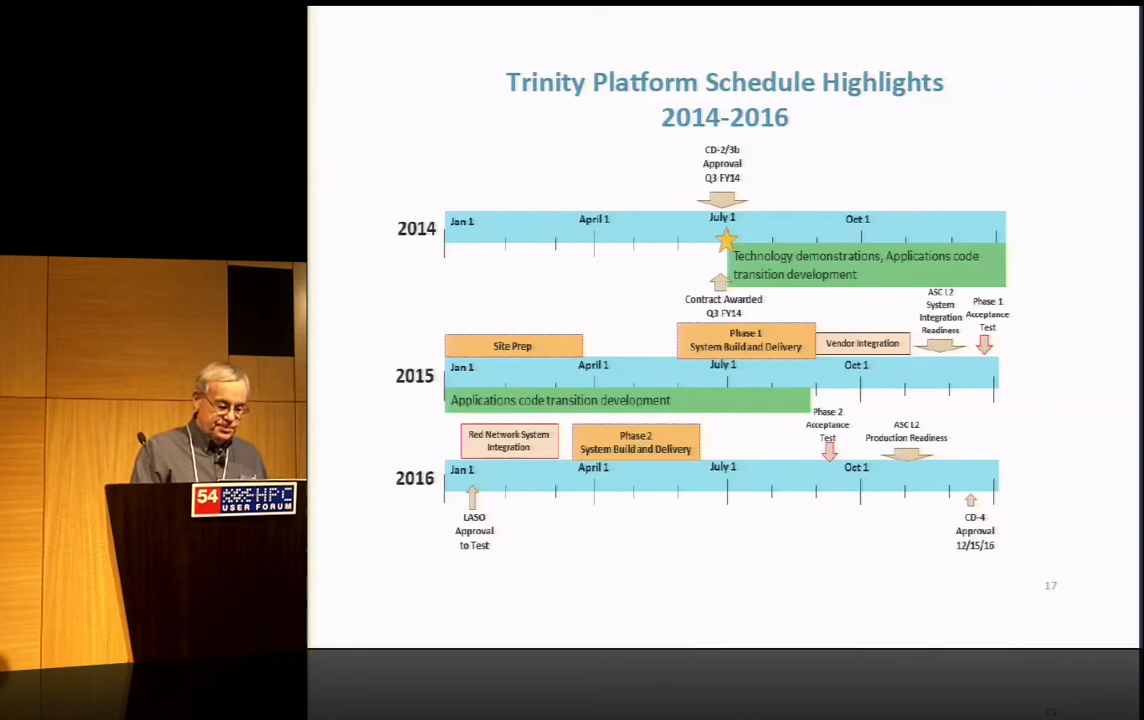 Trinity Platform Schedule Highlights
2014-2016
CD-2/3b
Approval
Q3 FY14
2014
Jan 1
April 1
July 1
Oct 1
Technology demonstrations, Applications code
transition development
Contract Awarded
Q3 FY14
ASC L2
System
Integration
Readiness
Phase 1
Acceptance
Test
Site Prep
Phase 1
System Build and Delivery
Vendor Integration
2015
Jan 1
April 1
July 1
Oct 1
Applications code transition development
Red Network System
Integration
Phase 2
System Build and Delivery
Phase 2
Acceptance
Test
ASC L2
Production Readiness
2016
Jan 1
April 1
July 1
Oct 1
LASO
Approval
to Test
CD-4
Approval
12/15/16
17
54 HPC
USER FORUM